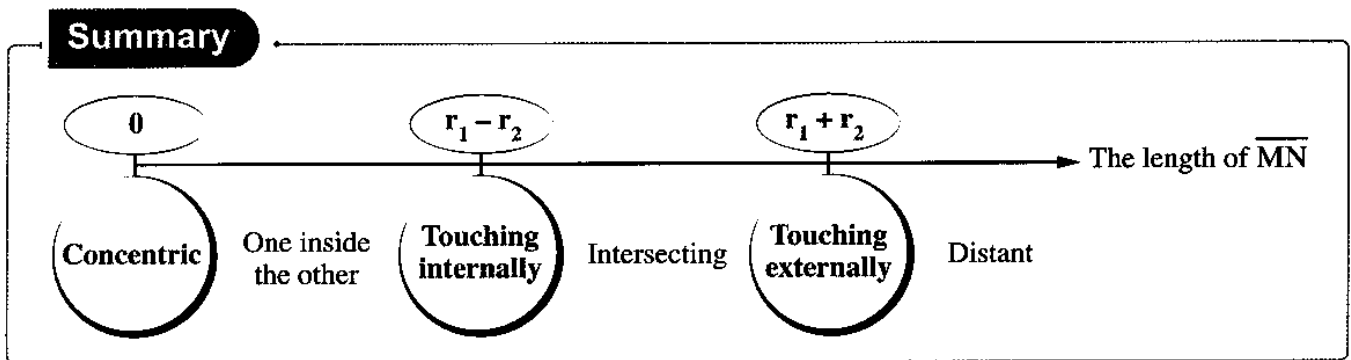 Summary
0
r₁ − r₂
r₁ + r₂
The length of M̅N̅
Concentric
One inside
the other
Touching
internally
Intersecting
Touching
externally
Distant